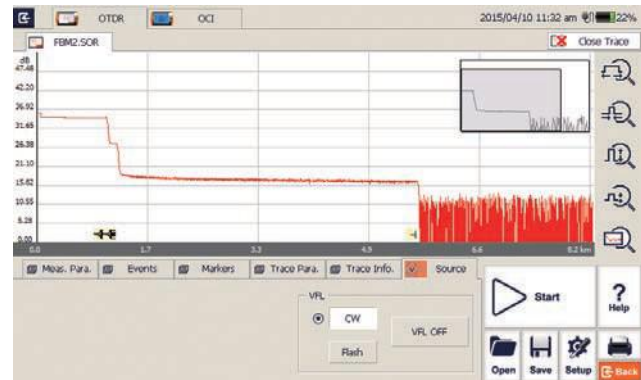 OTDR OCI 2015/04/10 11:32 am 22%
FBM2.SOR Close Trace
dB
47.48
42.20
36.92
31.65
26.38
21.10
15.82
10.55
5.28
0.00
0.0 1.7 3.3 4.9 6.6 8.2 km
Meas. Para. Events Markers Trace Para. Trace Info. Source
VFL
CW
VFL OFF
Flash
Start
? Help
Open Save Setup Back